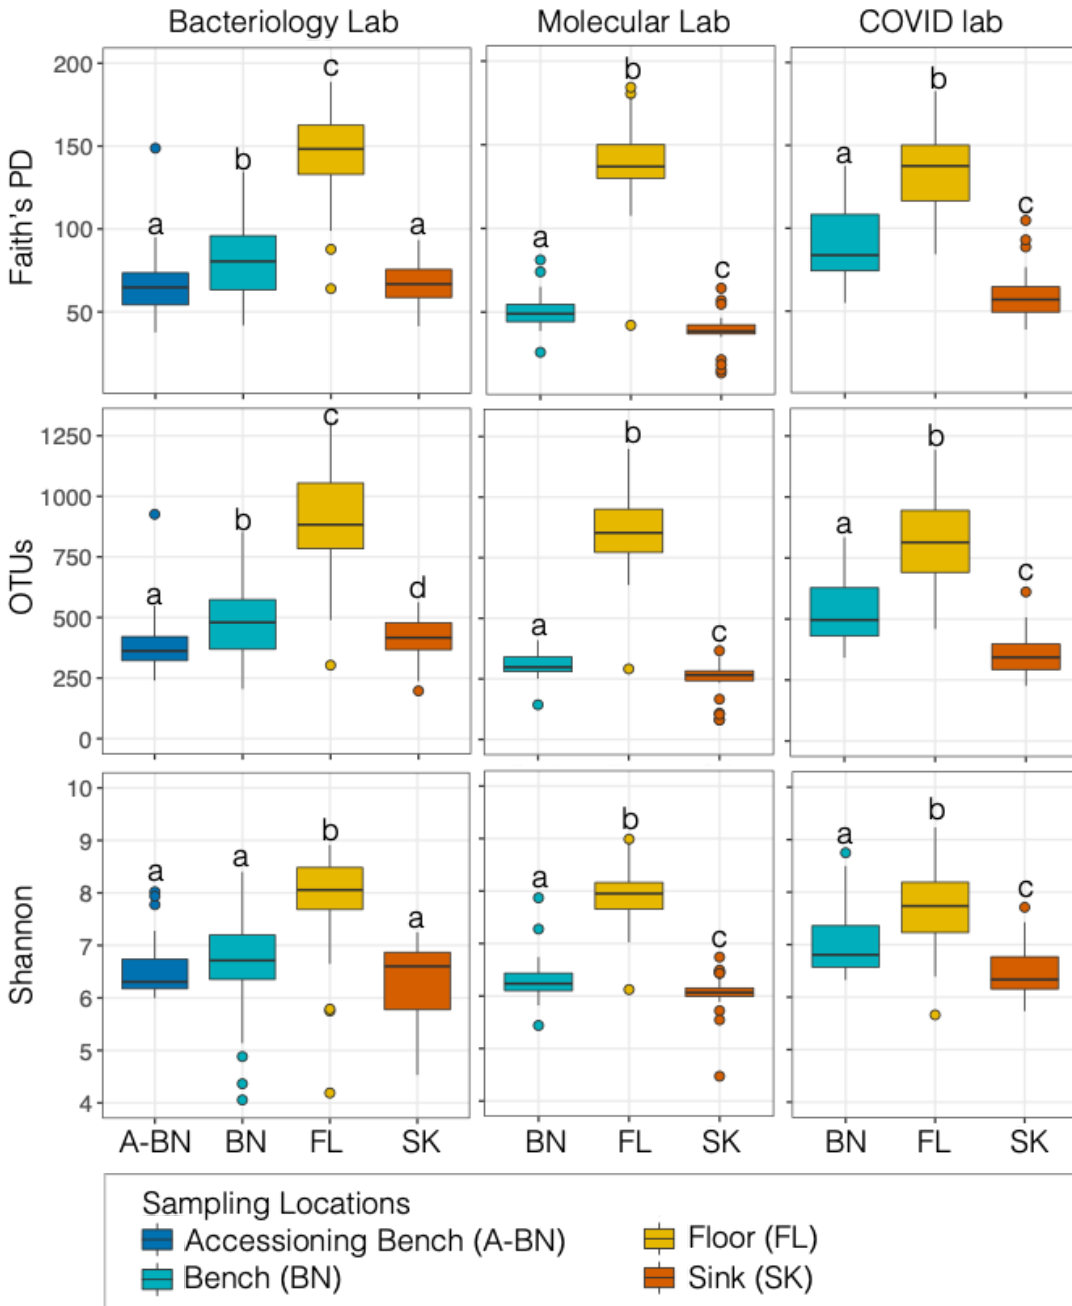 Bacteriology Lab Molecular Lab COVID lab
Faith's PD
200
150
100
50
a b c a
a b c
a b c
OTUs
1250
1000
750
500
250
0
a b c d
a b c
a b c
Shannon
10
9
8
7
6
5
4
a a b a
a b c
a b c
A-BN BN FL SK BN FL SK BN FL SK
Sampling Locations
Accessioning Bench (A-BN) Floor (FL)
Bench (BN) Sink (SK)